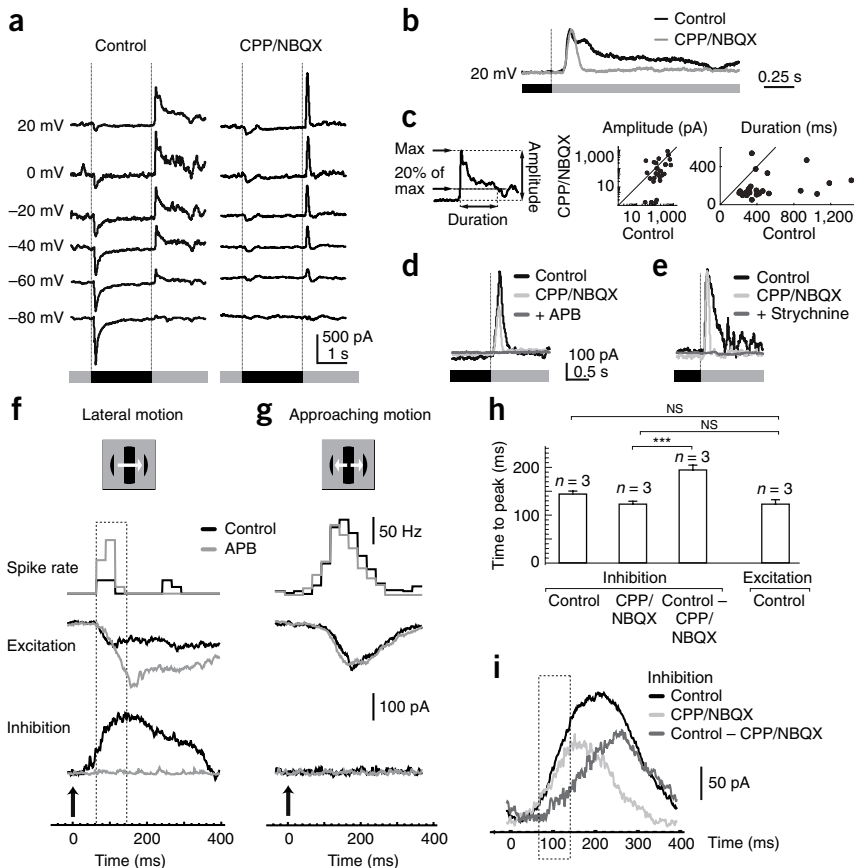 a
Control
CPP/NBQX
20 mV
0 mV
–20 mV
–40 mV
–60 mV
–80 mV
500 pA
1 s
b
Control
CPP/NBQX
20 mV
0.25 s
c
Max
20% of
max
Amplitude
Duration
CPP/NBQX
Amplitude (pA)
1,000
10
10 1,000
Control
Duration (ms)
400
0
0 400 800 1,200
Control
d
Control
CPP/NBQX
+ APB
100 pA
0.5 s
e
Control
CPP/NBQX
+ Strychnine
f
Lateral motion
Control
APB
Spike rate
Excitation
Inhibition
0 200 400
Time (ms)
g
Approaching motion
50 Hz
100 pA
0 200 400
Time (ms)
h
NS
NS
***
n = 3
n = 3
n = 3
n = 3
Time to peak (ms)
200
100
0
Inhibition
Excitation
Control
CPP/
NBQX
Control –
CPP/
NBQX
Control
i
Inhibition
Control
CPP/NBQX
Control – CPP/NBQX
50 pA
0 100 200 300 400
Time (ms)